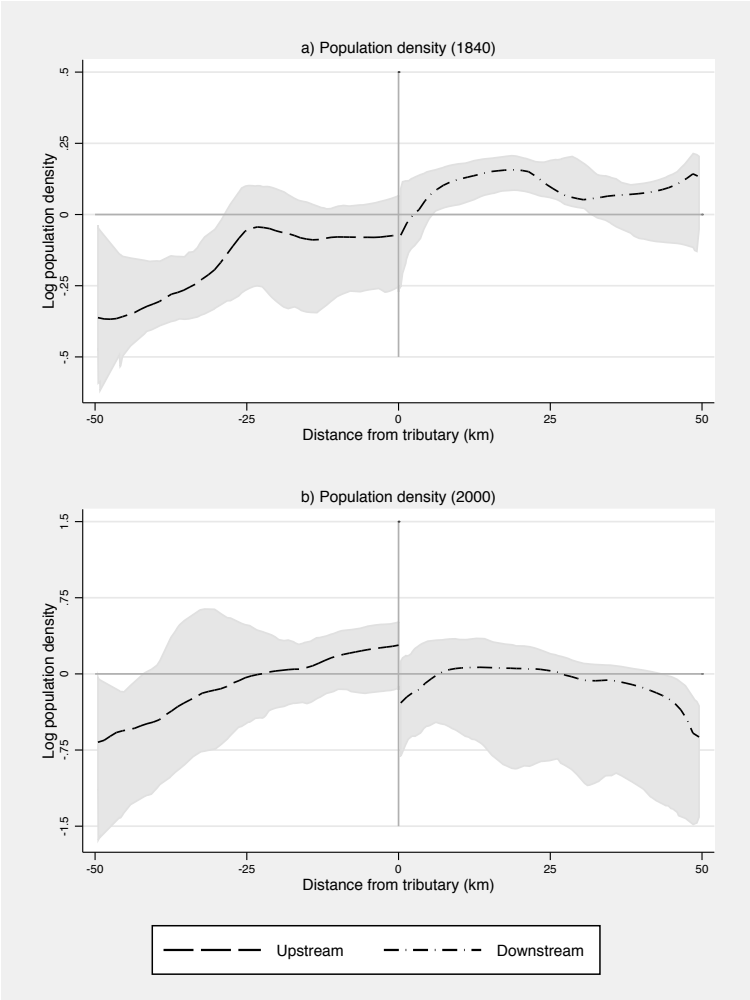 a) Population density (1840)
Log population density
.5
.25
0
-.25
-.5
-50
-25
0
25
50
Distance from tributary (km)
b) Population density (2000)
Log population density
1.5
.75
0
-.75
-1.5
-50
-25
0
25
50
Distance from tributary (km)
Upstream
Downstream